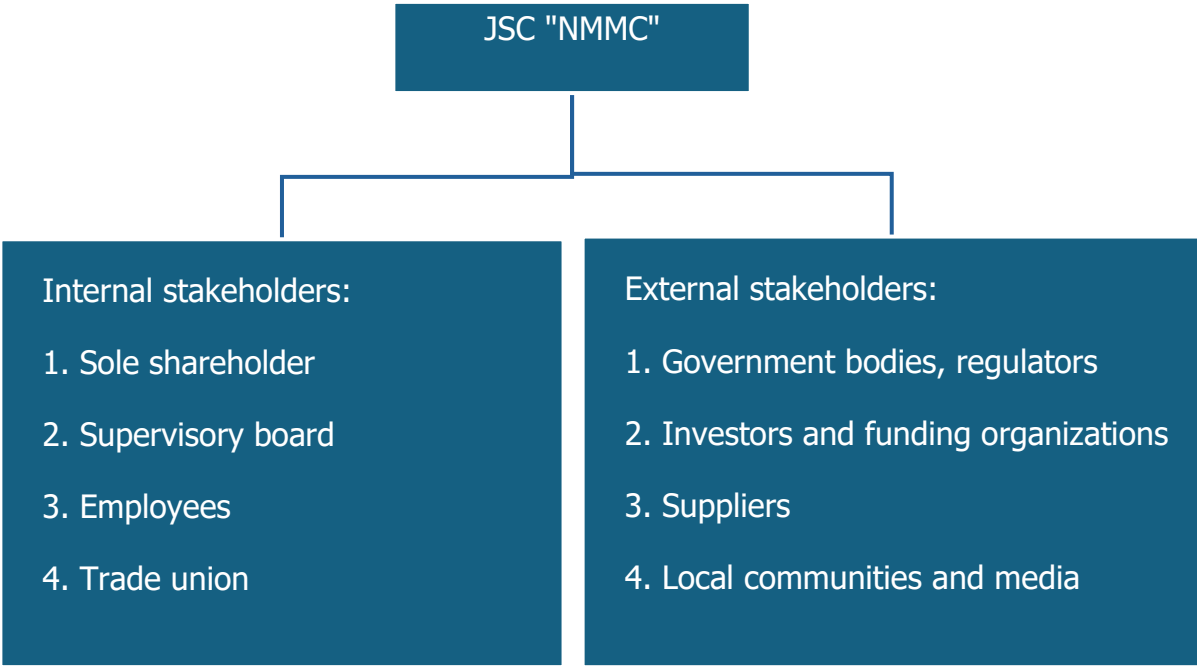 JSC "NMMC"
Internal stakeholders:
1. Sole shareholder
2. Supervisory board
3. Employees
4. Trade union
External stakeholders:
1. Government bodies, regulators
2. Investors and funding organizations
3. Suppliers
4. Local communities and media